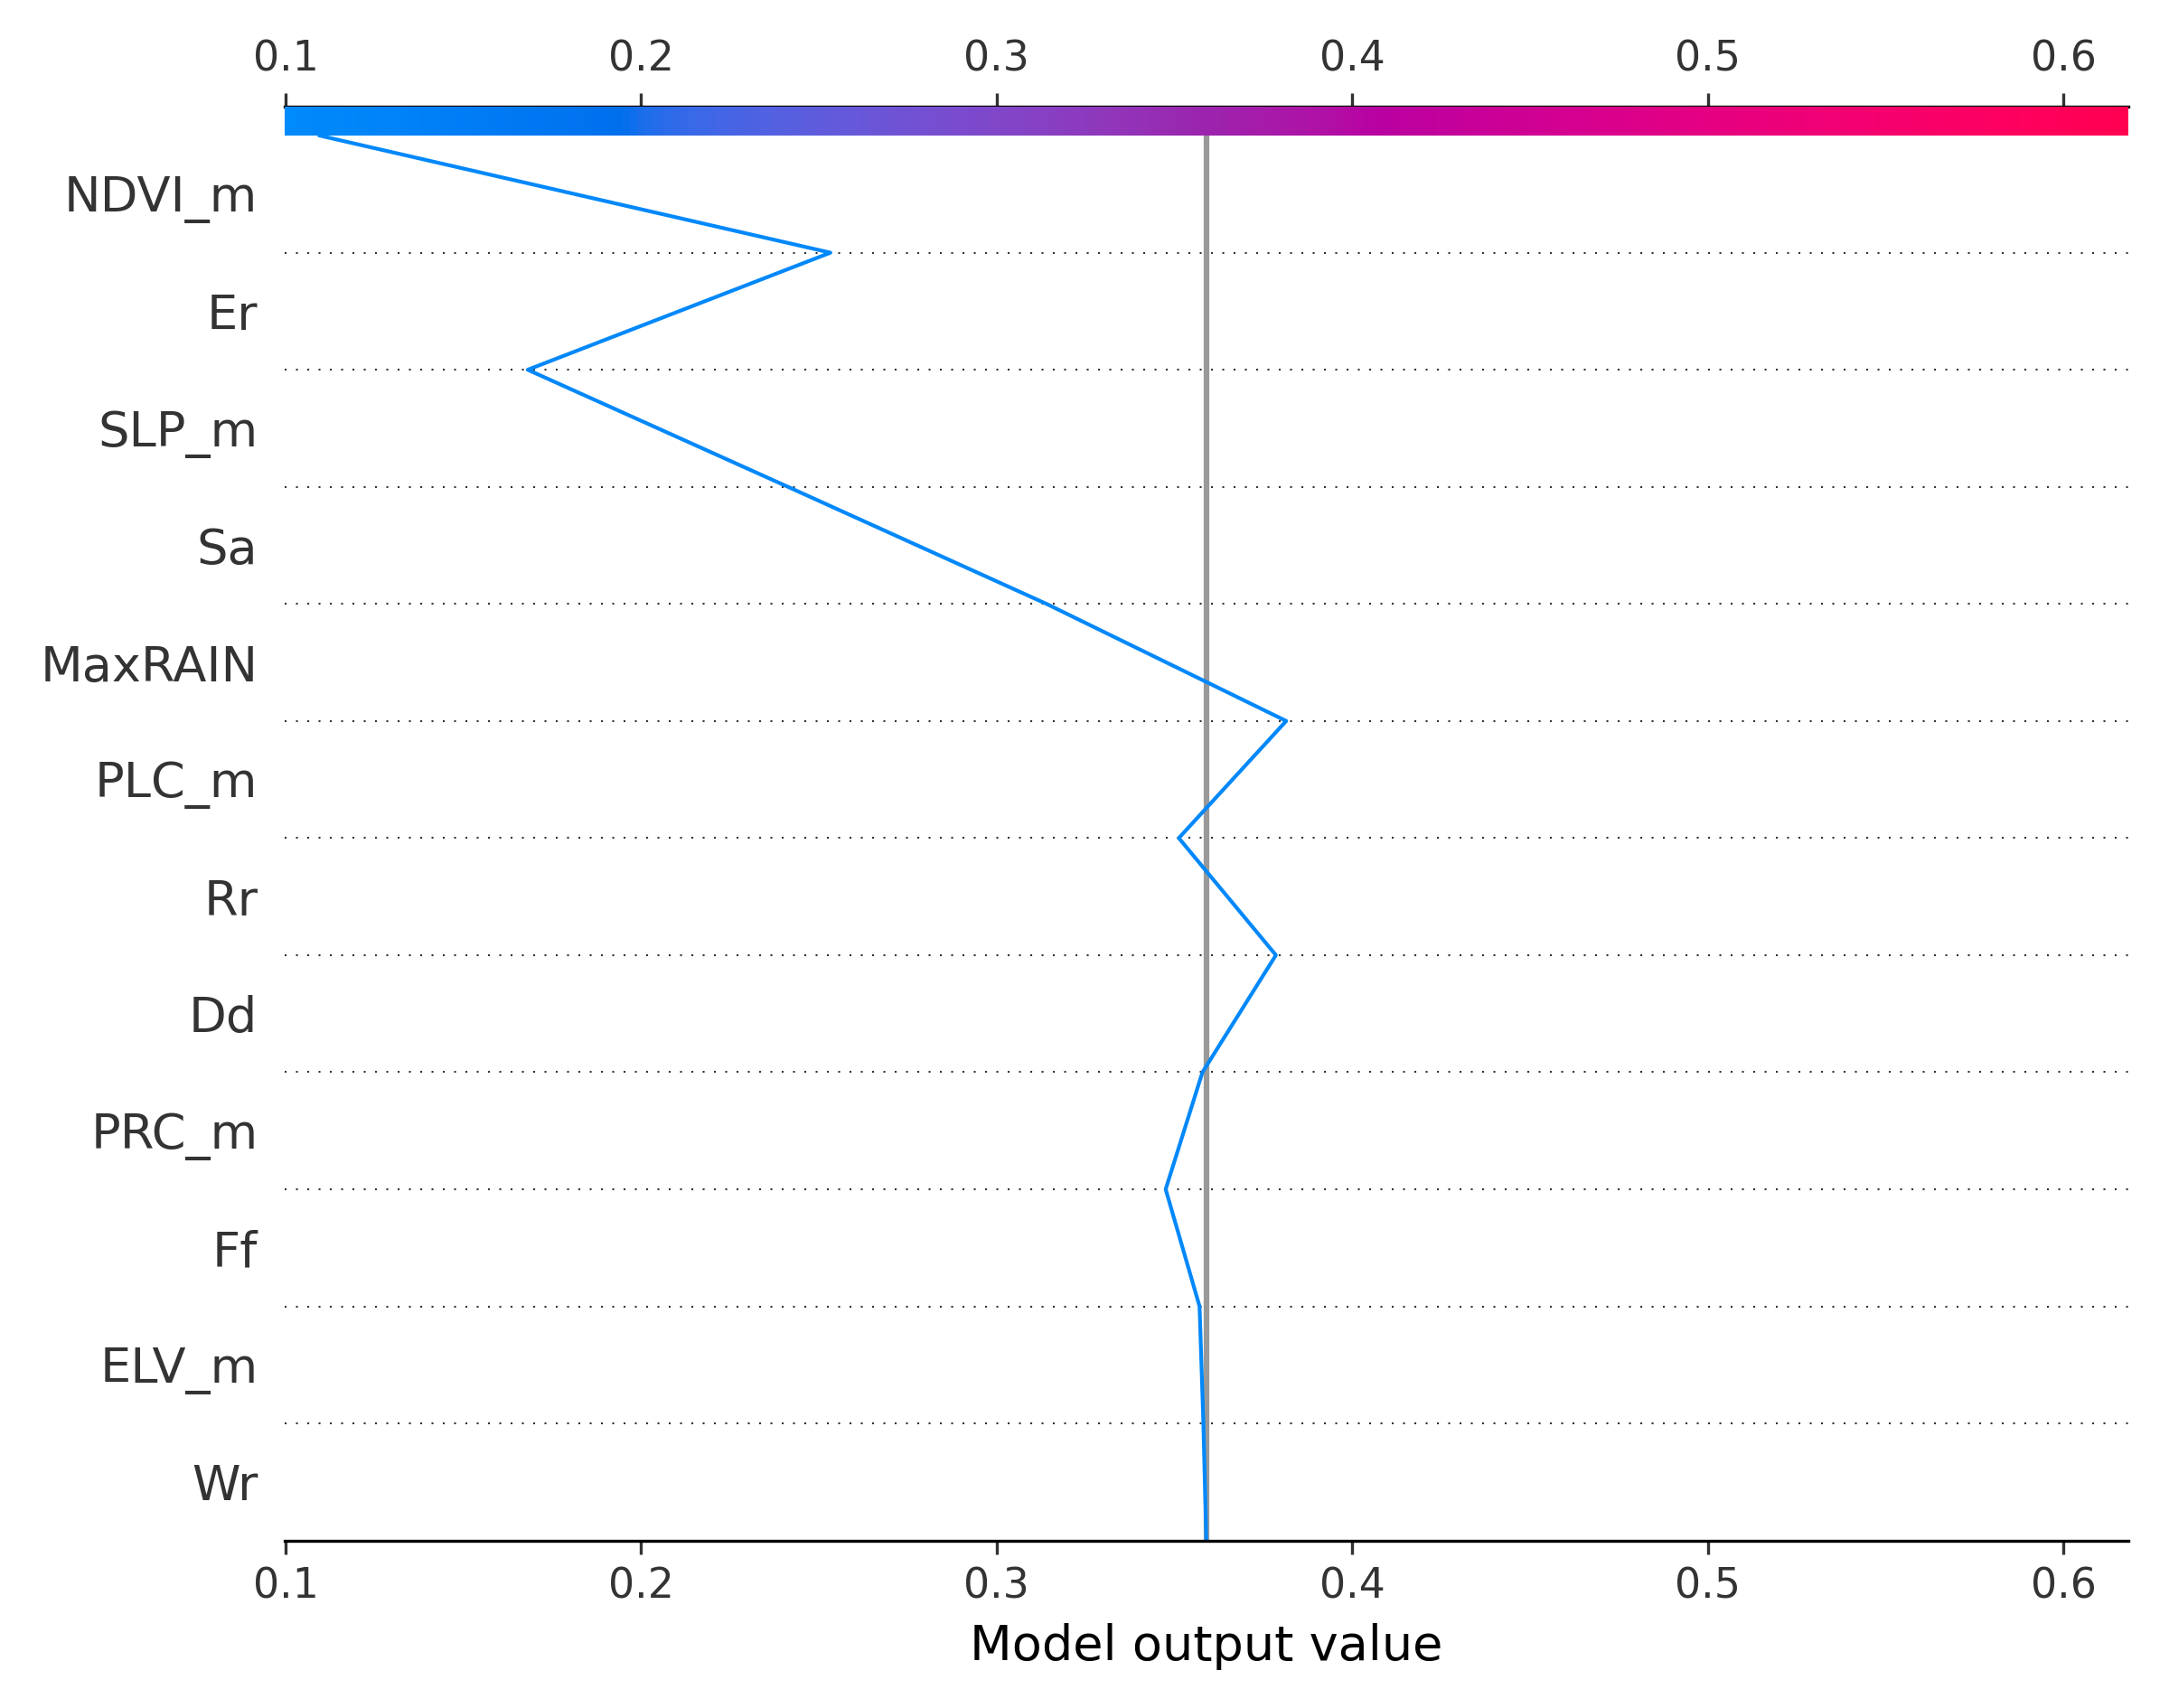 0.1 0.2 0.3 0.4 0.5 0.6
NDVI_m
Er
SLP_m
Sa
MaxRAIN
PLC_m
Rr
Dd
PRC_m
Ff
ELV_m
Wr
0.1 0.2 0.3 0.4 0.5 0.6
Model output value